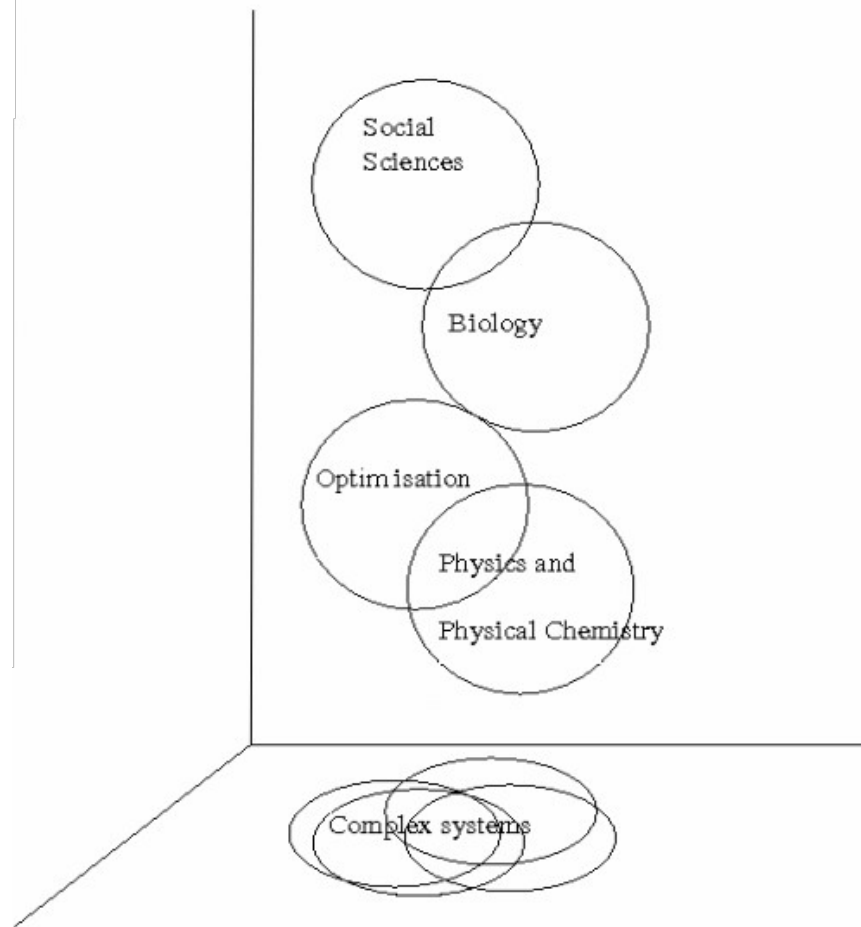 Social
Sciences
Biology
Optimisation
Physics and
Physical Chemistry
Complex systems